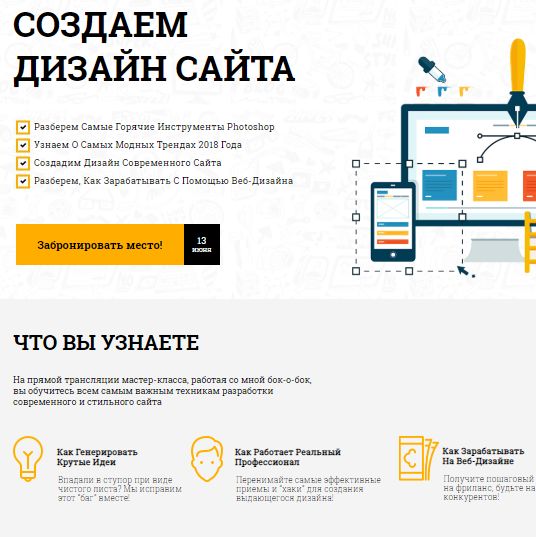 СОЗДАЕМ
ДИЗАЙН САЙТА
Разберем Самые Горячие Инструменты Photoshop
Узнаем О Самых Модных Трендах 2018 Года
Создадим Дизайн Современного Сайта
Разберем, Как Зарабатывать С Помощью Веб-Дизайна
Забронировать место!
13
июня
ЧТО ВЫ УЗНАЕТЕ
На прямой трансляции мастер-класса, работая со мной бок-о-бок,
вы обучитесь всем самым важным техникам разработки
современного и стильного сайта
Как Генерировать
Крутые Идеи
Впадали в ступор при виде
чистого листа? Мы исправим
этот "баг" вместе!
Как Работает Реальный
Профессионал
Перенимайте самые эффективные
приемы и "хаки" для создания
выдающегося дизайна!
Как Зарабатывать
На Веб-Дизайне
Получите пошаговый
на фриланс, будьте на
конкурентов!